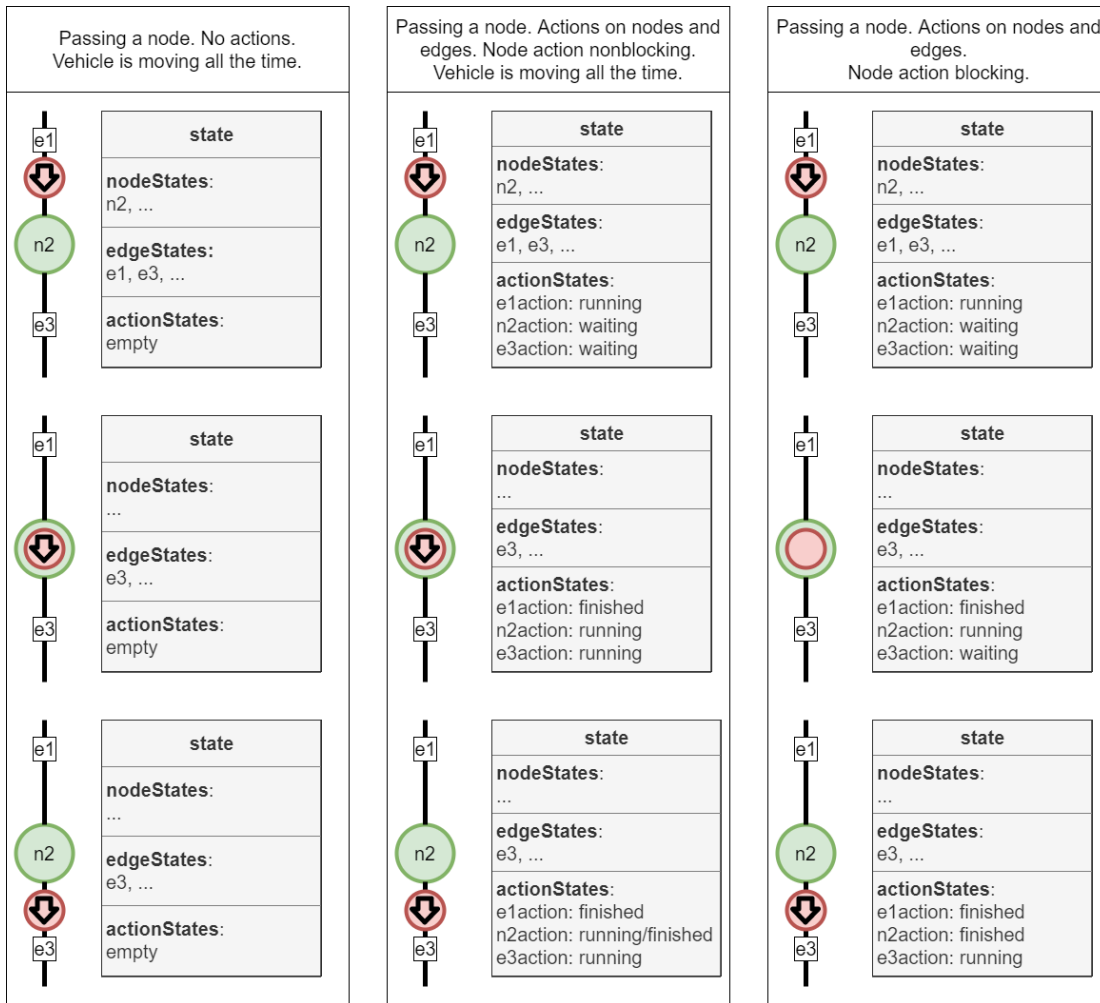 Passing a node. No actions.
Vehicle is moving all the time.
e1
n2
e3
state
nodeStates:
n2, ...
edgeStates:
e1, e3, ...
actionStates:
empty
e1
e3
state
nodeStates:
...
edgeStates:
e3, ...
actionStates:
empty
e1
n2
e3
state
nodeStates:
...
edgeStates:
e3, ...
actionStates:
empty
Passing a node. Actions on nodes and
edges. Node action nonblocking.
Vehicle is moving all the time.
e1
n2
e3
state
nodeStates:
n2, ...
edgeStates:
e1, e3, ...
actionStates:
e1action: running
n2action: waiting
e3action: waiting
e1
e3
state
nodeStates:
...
edgeStates:
e3, ...
actionStates:
e1action: finished
n2action: running
e3action: running
e1
n2
e3
state
nodeStates:
...
edgeStates:
e3, ...
actionStates:
e1action: finished
n2action: running/finished
e3action: running
Passing a node. Actions on nodes and
edges.
Node action blocking.
e1
n2
e3
state
nodeStates:
n2, ...
edgeStates:
e1, e3, ...
actionStates:
e1action: running
n2action: waiting
e3action: waiting
e1
e3
state
nodeStates:
...
edgeStates:
e3, ...
actionStates:
e1action: finished
n2action: running
e3action: waiting
e1
n2
e3
state
nodeStates:
...
edgeStates:
e3, ...
actionStates:
e1action: finished
n2action: finished
e3action: running